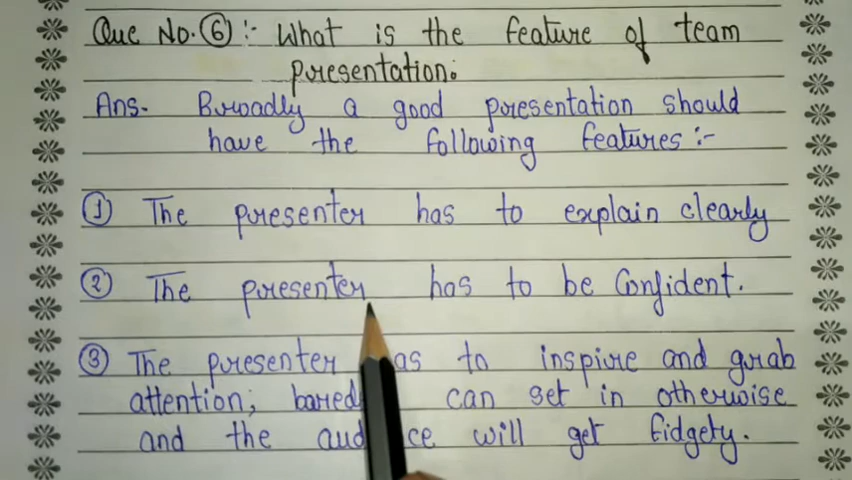 Que No. 6 :- What is the feature of team
presentation.
Ans. Broadly a good presentation should
have the following features :-
1 The presenter has to explain clearly
2 The presenter has to be Confident.
3 The presenter as to inspire and grab
attention; can set in otherwise
and the will get fidgety.